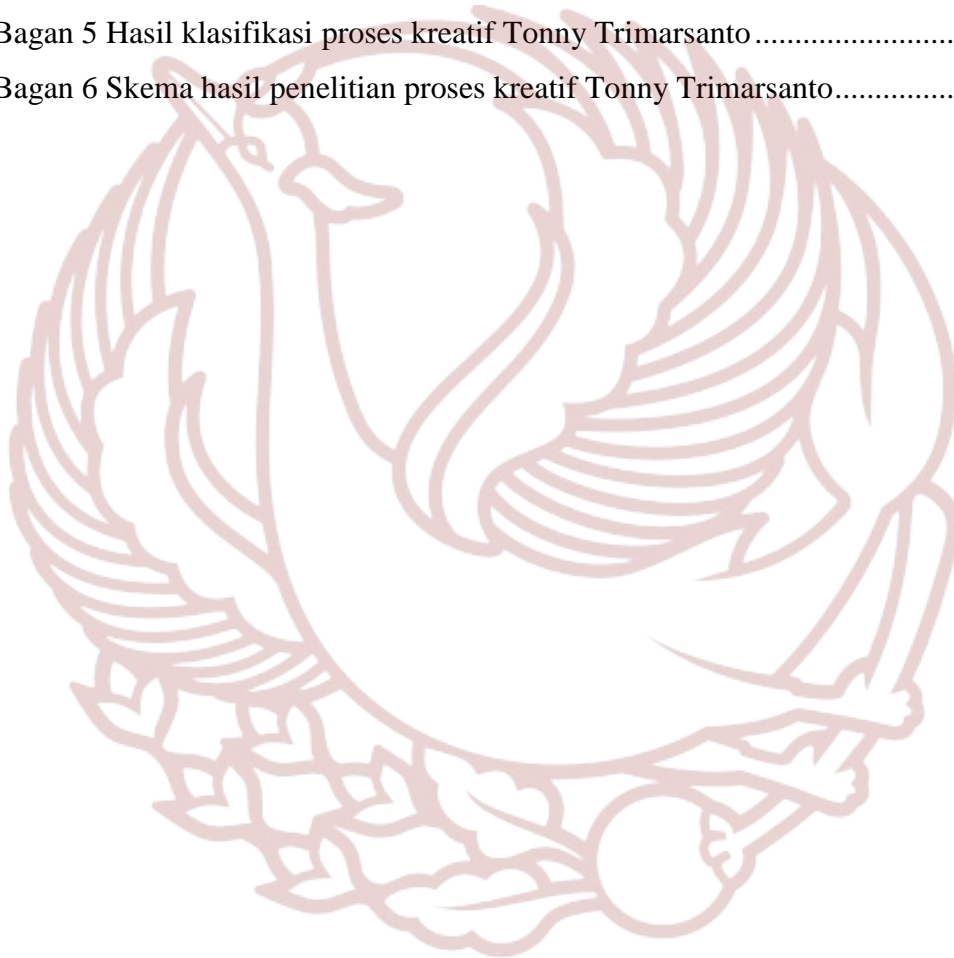 Bagan 5 Hasil klasifikasi proses kreatif Tonny Trimarsanto.........................
Bagan 6 Skema hasil penelitian proses kreatif Tonny Trimarsanto...............